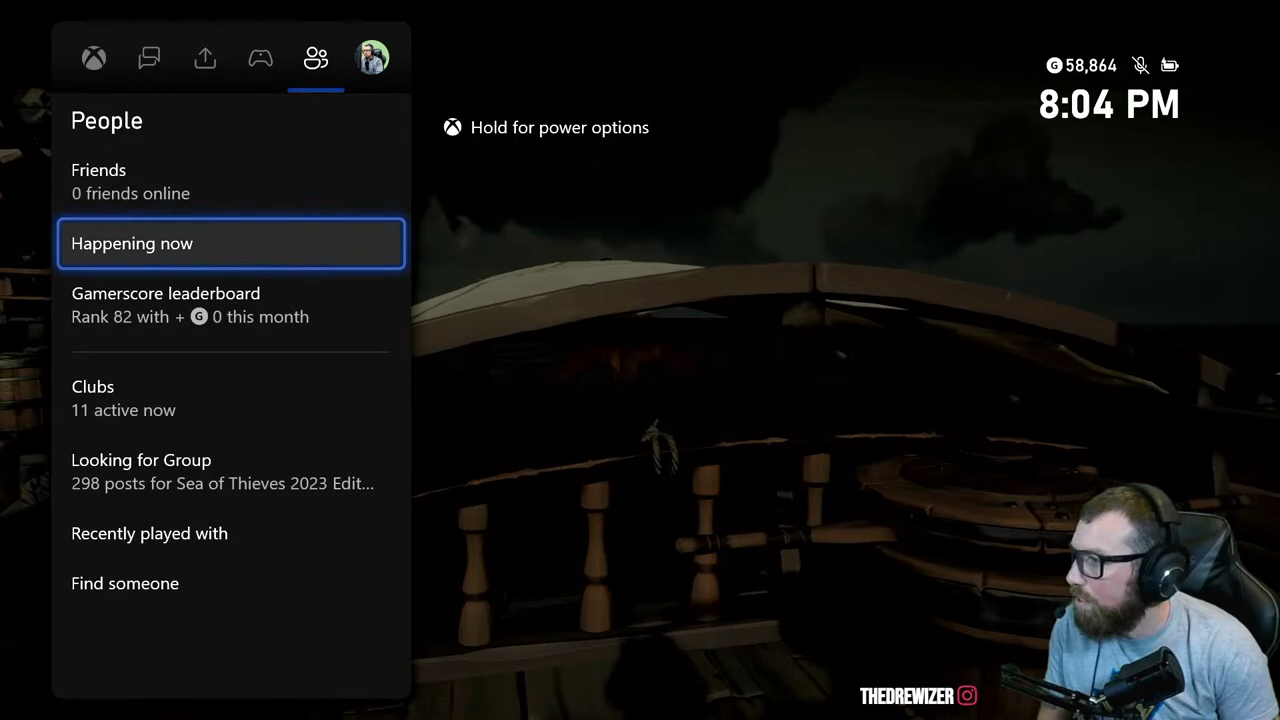 G 58,864
8:04 PM
People
Hold for power options
Friends
0 friends online
Happening now
Gamerscore leaderboard
Rank 82 with + G 0 this month
Clubs
11 active now
Looking for Group
298 posts for Sea of Thieves 2023 Edit...
Recently played with
Find someone
THEDREWIZER